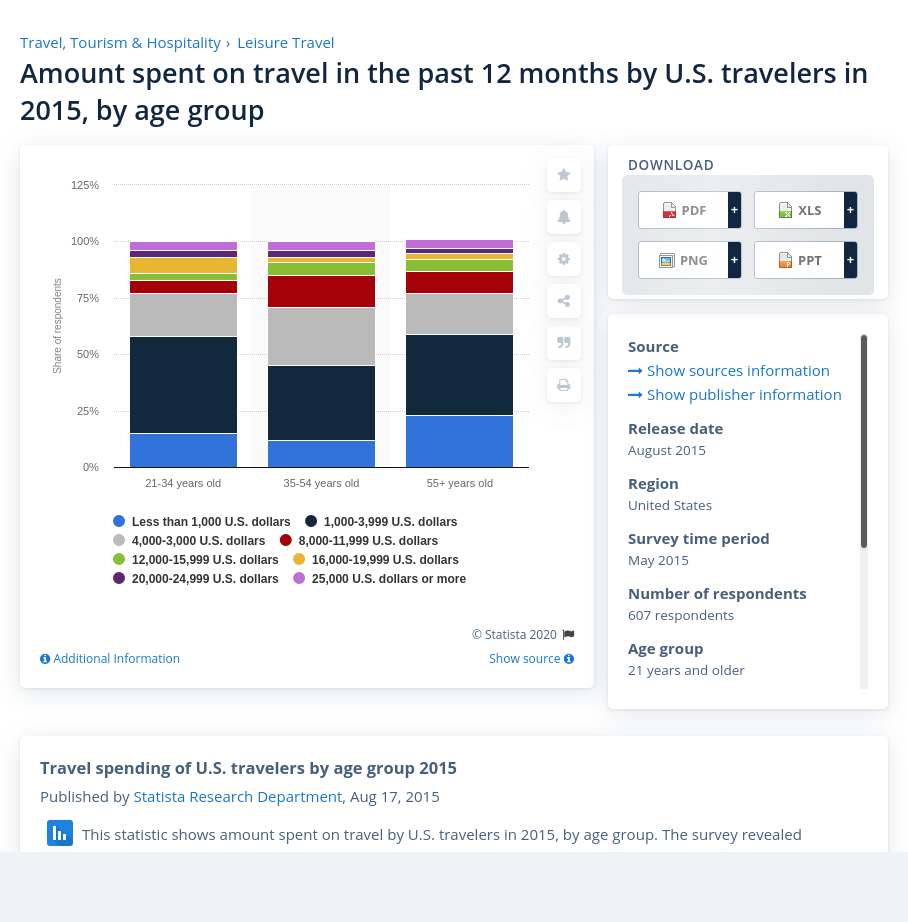 Travel, Tourism & Hospitality › Leisure Travel
Amount spent on travel in the past 12 months by U.S. travelers in
2015, by age group
125%
100%
75%
50%
25%
0%
Share of respondents
21-34 years old
35-54 years old
55+ years old
Less than 1,000 U.S. dollars
1,000-3,999 U.S. dollars
4,000-3,000 U.S. dollars
8,000-11,999 U.S. dollars
12,000-15,999 U.S. dollars
16,000-19,999 U.S. dollars
20,000-24,999 U.S. dollars
25,000 U.S. dollars or more
© Statista 2020
Additional Information
Show source
DOWNLOAD
PDF +
XLS +
PNG +
PPT +
Source
Show sources information
Show publisher information
Release date
August 2015
Region
United States
Survey time period
May 2015
Number of respondents
607 respondents
Age group
21 years and older
Travel spending of U.S. travelers by age group 2015
Published by Statista Research Department, Aug 17, 2015
This statistic shows amount spent on travel by U.S. travelers in 2015, by age group. The survey revealed